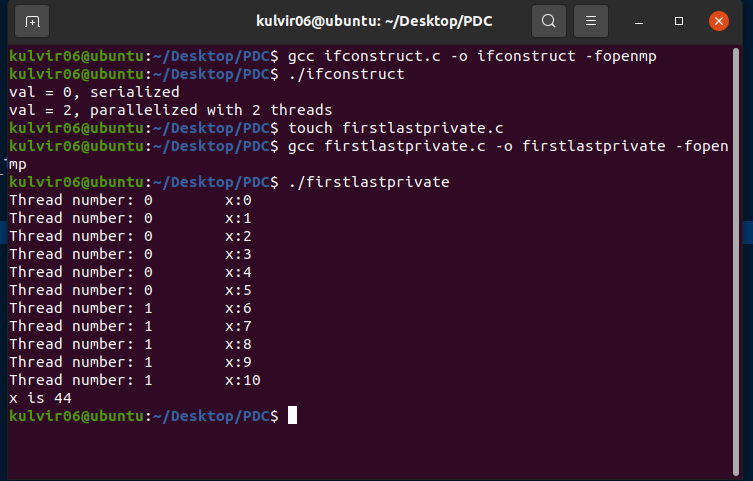 kulvir06@ubuntu: ~/Desktop/PDC
kulvir06@ubuntu:~/Desktop/PDC$ gcc ifconstruct.c -o ifconstruct -fopenmp
kulvir06@ubuntu:~/Desktop/PDC$ ./ifconstruct
val = 0, serialized
val = 2, parallelized with 2 threads
kulvir06@ubuntu:~/Desktop/PDC$ touch firstlastprivate.c
kulvir06@ubuntu:~/Desktop/PDC$ gcc firstlastprivate.c -o firstlastprivate -fopen
mp
kulvir06@ubuntu:~/Desktop/PDC$ ./firstlastprivate
Thread number: 0        x:0
Thread number: 0        x:1
Thread number: 0        x:2
Thread number: 0        x:3
Thread number: 0        x:4
Thread number: 0        x:5
Thread number: 1        x:6
Thread number: 1        x:7
Thread number: 1        x:8
Thread number: 1        x:9
Thread number: 1        x:10
x is 44
kulvir06@ubuntu:~/Desktop/PDC$